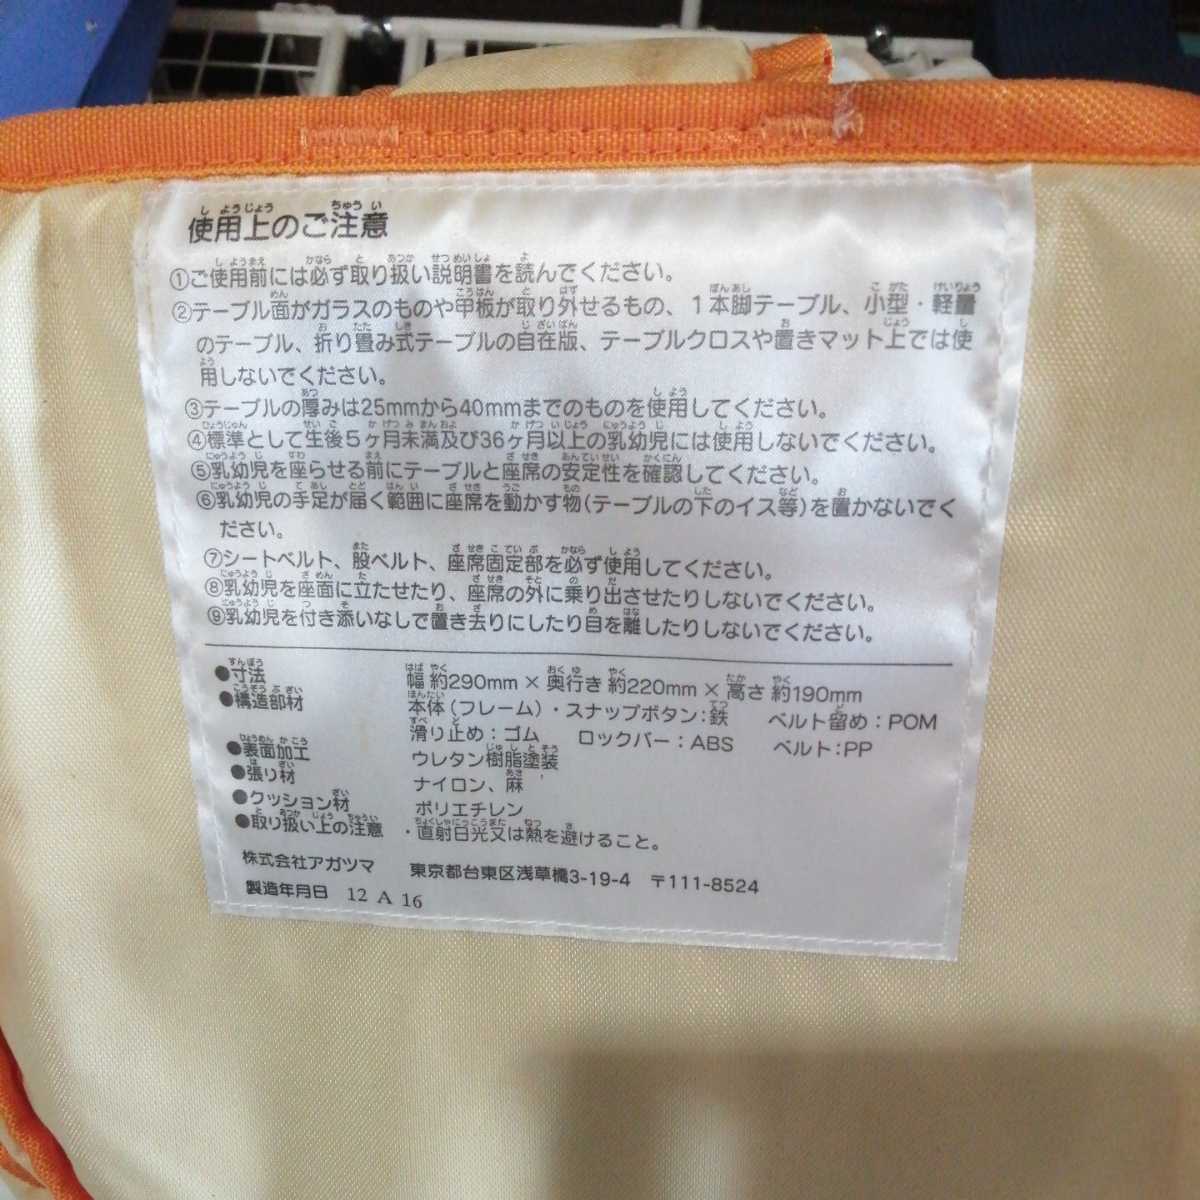 使用上のご注意
①ご使用前には必ず取り扱い説明書を読んでください。
②テーブル面がガラスのものや甲板が取り外せるもの、1本脚テーブル、小型・軽量
のテーブル、折り畳み式テーブルの自在版、テーブルクロスや置きマット上では使
用しないでください。
③テーブルの厚みは25mmから40mmまでのものを使用してください。
④標準として生後5ヶ月未満及び36ヶ月以上の乳幼児には使用しないでください。
⑤乳幼児を座らせる前にテーブルと座席の安定性を確認してください。
⑥乳幼児の手足が届く範囲に座席を動かす物(テーブルの下のイス等)を置かないでく
ださい。
⑦シートベルト、股ベルト、座席固定部を必ず使用してください。
⑧乳幼児を座面に立たせたり、座席の外に乗り出させたりしないでください。
⑨乳幼児を付き添いなしで置き去りにしたり目を離したりしないでください。
●寸法 幅 約290mm × 奥行き 約220mm × 高さ 約190mm
●構造部材 本体(フレーム)・スナップボタン:鉄 ベルト留め:POM
滑り止め:ゴム ロックバー:ABS ベルト:PP
●表面加工 ウレタン樹脂塗装
●張り材 ナイロン、麻
●クッション材 ポリエチレン
●取り扱い上の注意 ・直射日光又は熱を避けること。
株式会社アガツマ 東京都台東区浅草橋3-19-4 〒111-8524
製造年月日 12 A 16